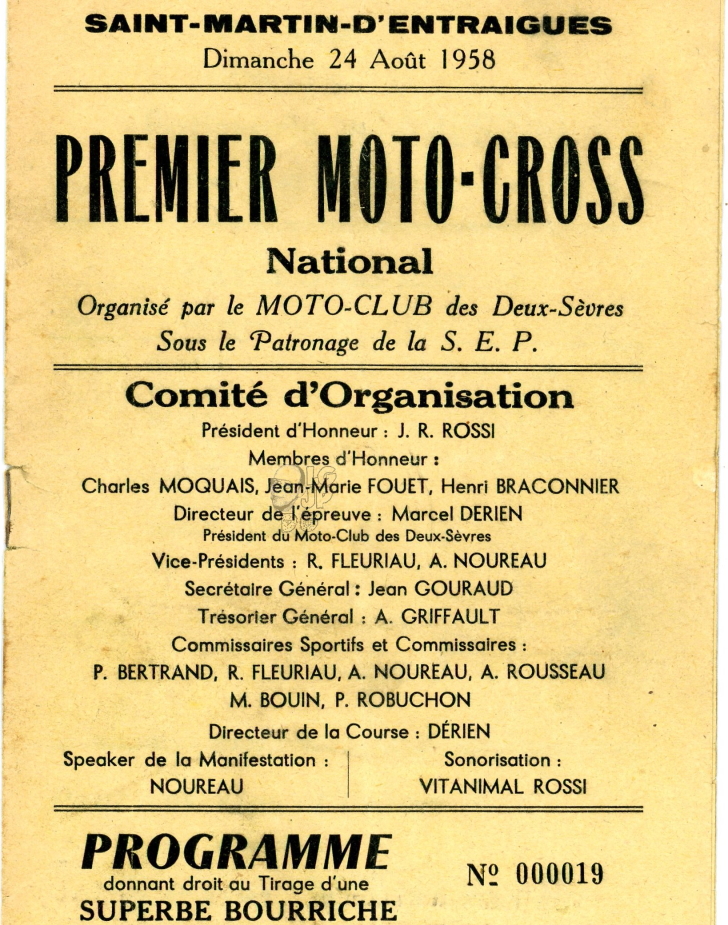 SAINT-MARTIN-D'ENTRAIGUES
Dimanche 24 Août 1958
PREMIER MOTO-CROSS
National
Organisé par le MOTO-CLUB des Deux-Sèvres
Sous le Patronage de la S. E. P.
Comité d'Organisation
Président d'Honneur : J. R. ROSSI
Membres d'Honneur :
Charles MOQUAIS, Jean-Marie FOUET, Henri BRACONNIER
Directeur de l'épreuve : Marcel DERIEN
Président du Moto-Club des Deux-Sèvres
Vice-Présidents : R. FLEURIAU, A. NOUREAU
Secrétaire Général : Jean GOURAUD
Trésorier Général : A. GRIFFAULT
Commissaires Sportifs et Commissaires :
P. BERTRAND, R. FLEURIAU, A. NOUREAU, A. ROUSSEAU
M. BOUIN, P. ROBUCHON
Directeur de la Course : DÉRIEN
Speaker de la Manifestation :
NOUREAU
Sonorisation :
VITANIMAL ROSSI
PROGRAMME
donnant droit au Tirage d'une
SUPERBE BOURRICHE
Nº 000019